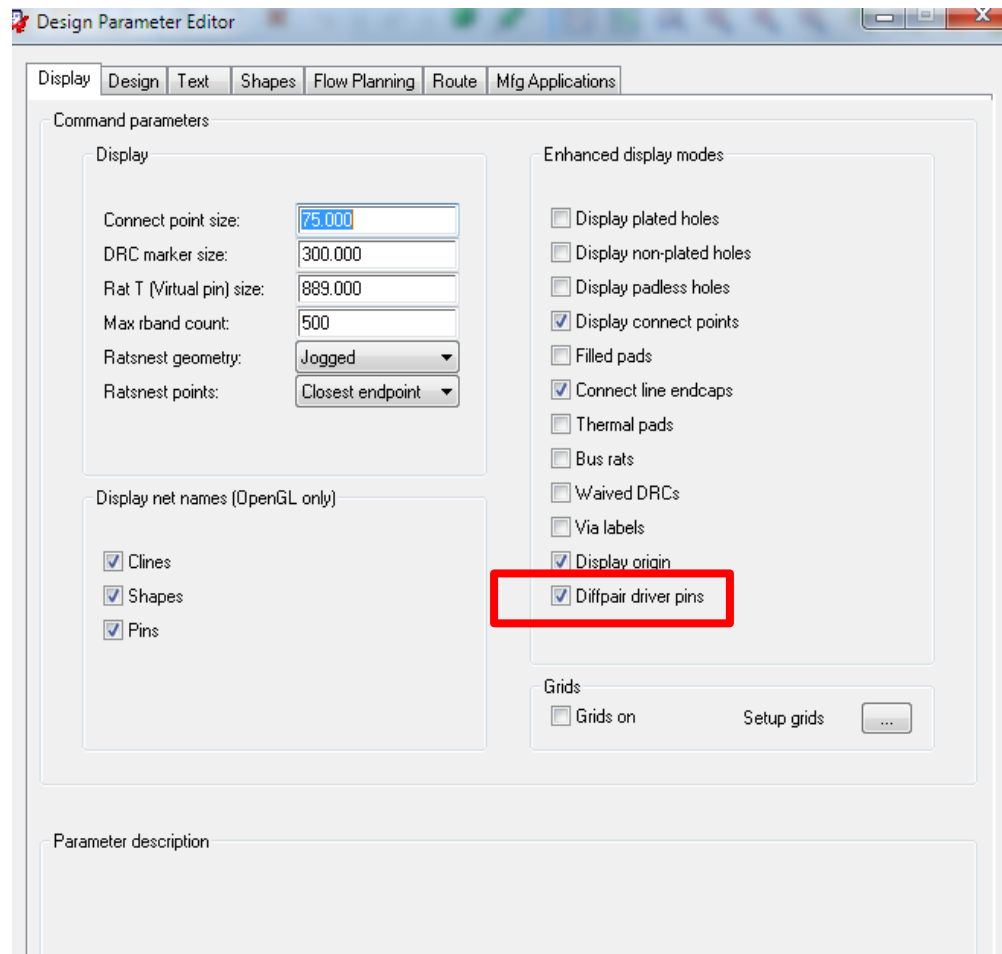 Design Parameter Editor
Display Design Text Shapes Flow Planning Route Mfg Applications
Command parameters
Display
Connect point size: 75.000
DRC marker size: 300.000
Rat T (Virtual pin) size: 889.000
Max rband count: 500
Ratsnest geometry: Jogged
Ratsnest points: Closest endpoint
Display net names (OpenGL only)
Clines
Shapes
Pins
Enhanced display modes
Display plated holes
Display non-plated holes
Display padless holes
Display connect points
Filled pads
Connect line endcaps
Thermal pads
Bus rats
Waived DRCs
Via labels
Display origin
Diffpair driver pins
Grids
Grids on Setup grids ...
Parameter description